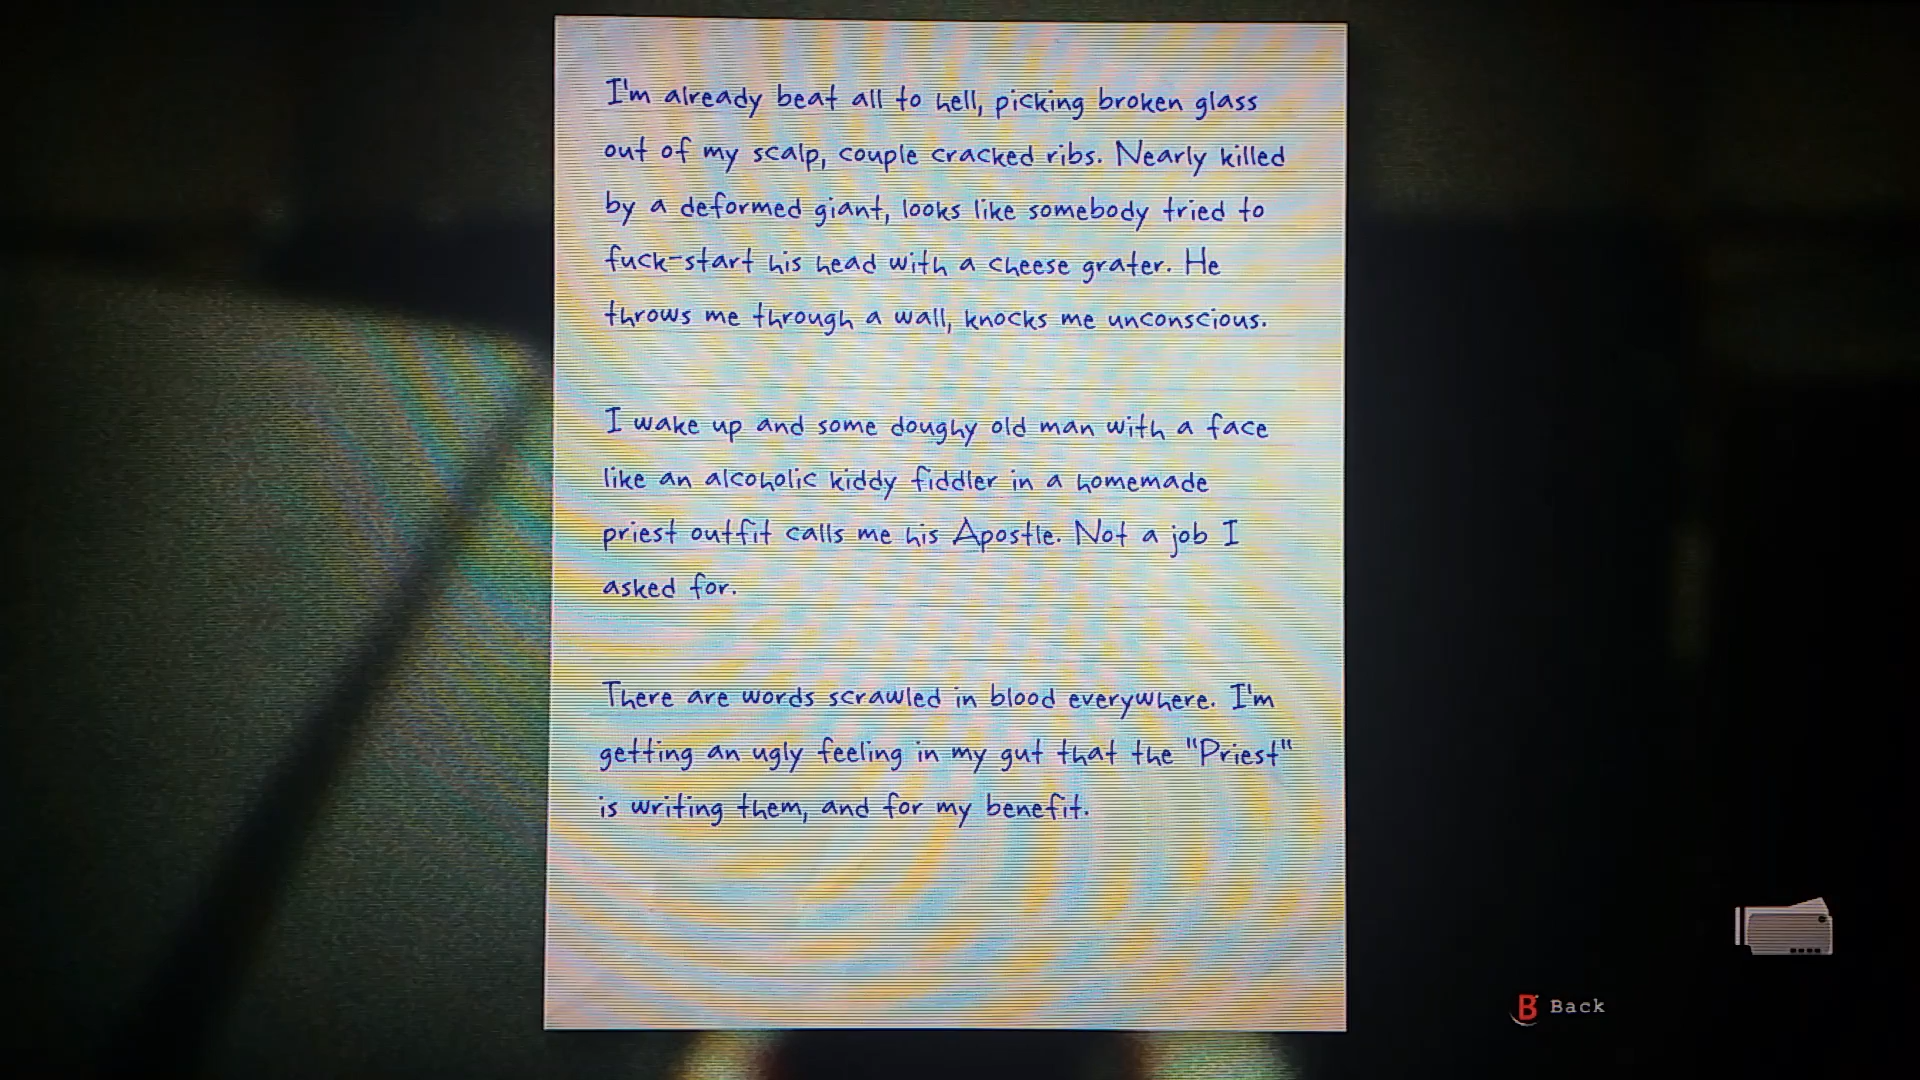 I'm already beat all to hell, picking broken glass
out of my scalp, couple cracked ribs. Nearly killed
by a deformed giant, looks like somebody tried to
fuck-start his head with a cheese grater. He
throws me through a wall, knocks me unconscious.
I wake up and some doughy old man with a face
like an alcoholic kiddy fiddler in a homemade
priest outfit calls me his Apostle. Not a job I
asked for.
There are words scrawled in blood everywhere. I'm
getting an ugly feeling in my gut that the "Priest"
is writing them, and for my benefit.
B Back